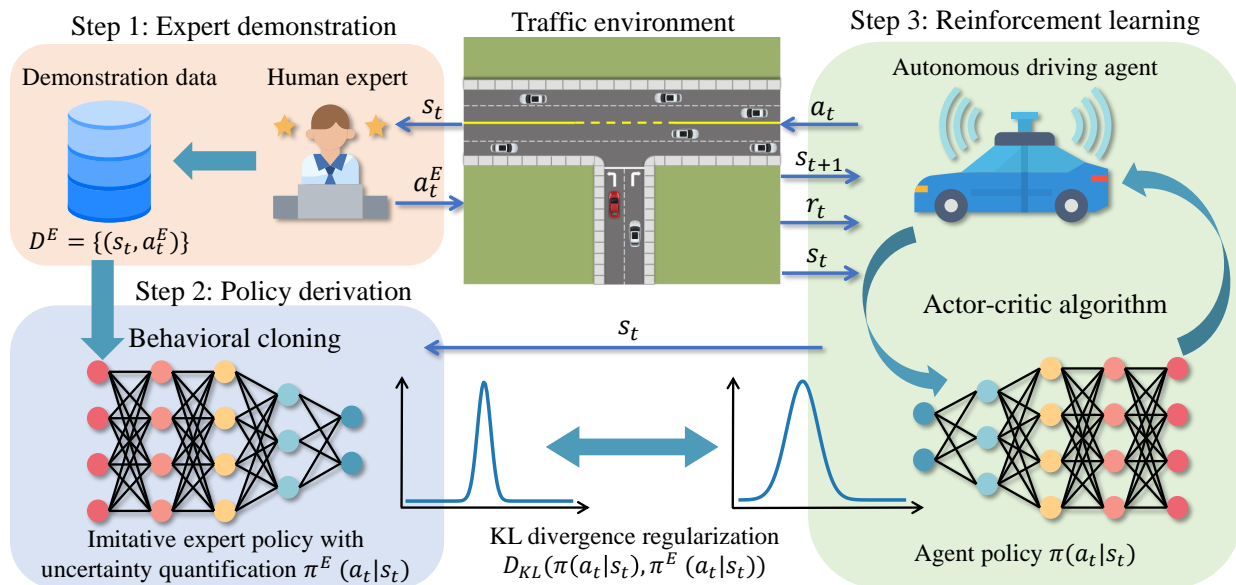 Step 1: Expert demonstration
Demonstration data
Human expert
D^E = {(s_t, a_t^E)}
Traffic environment
s_t
a_t^E
a_t
s_{t+1}
r_t
s_t
Step 3: Reinforcement learning
Autonomous driving agent
Actor-critic algorithm
Agent policy π(a_t|s_t)
Step 2: Policy derivation
Behavioral cloning
Imitative expert policy with
uncertainty quantification π^E (a_t|s_t)
s_t
KL divergence regularization
D_{KL}(π(a_t|s_t), π^E (a_t|s_t))